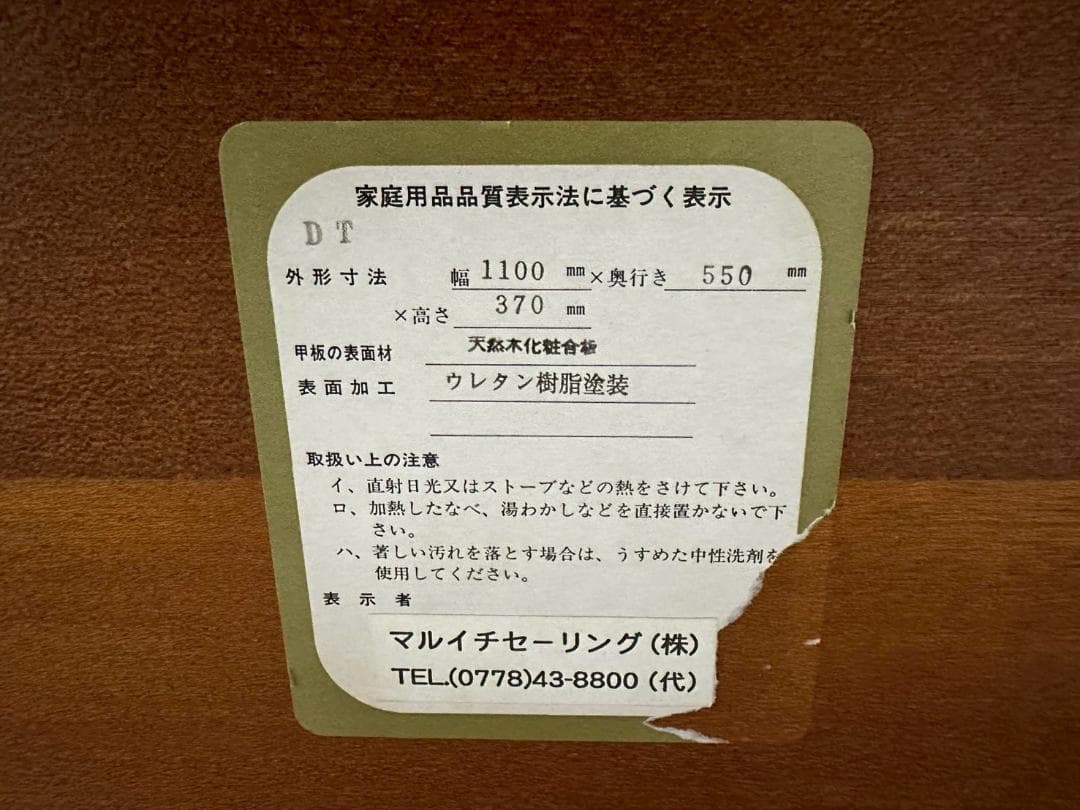 家庭用品品質表示法に基づく表示
DT
外形寸法 幅 1100 mm×奥行き 550 mm
×高さ 370 mm
甲板の表面材 天然木化粧合板
表面加工 ウレタン樹脂塗装
取扱い上の注意
イ、直射日光又はストーブなどの熱をさけて下さい。
ロ、加熱したなべ、湯わかしなどを直接置かないで下
さい。
ハ、著しい汚れを落とす場合は、うすめた中性洗剤を
使用してください。
表示者
マルイチセーリング(株)
TEL.(0778)43-8800(代)